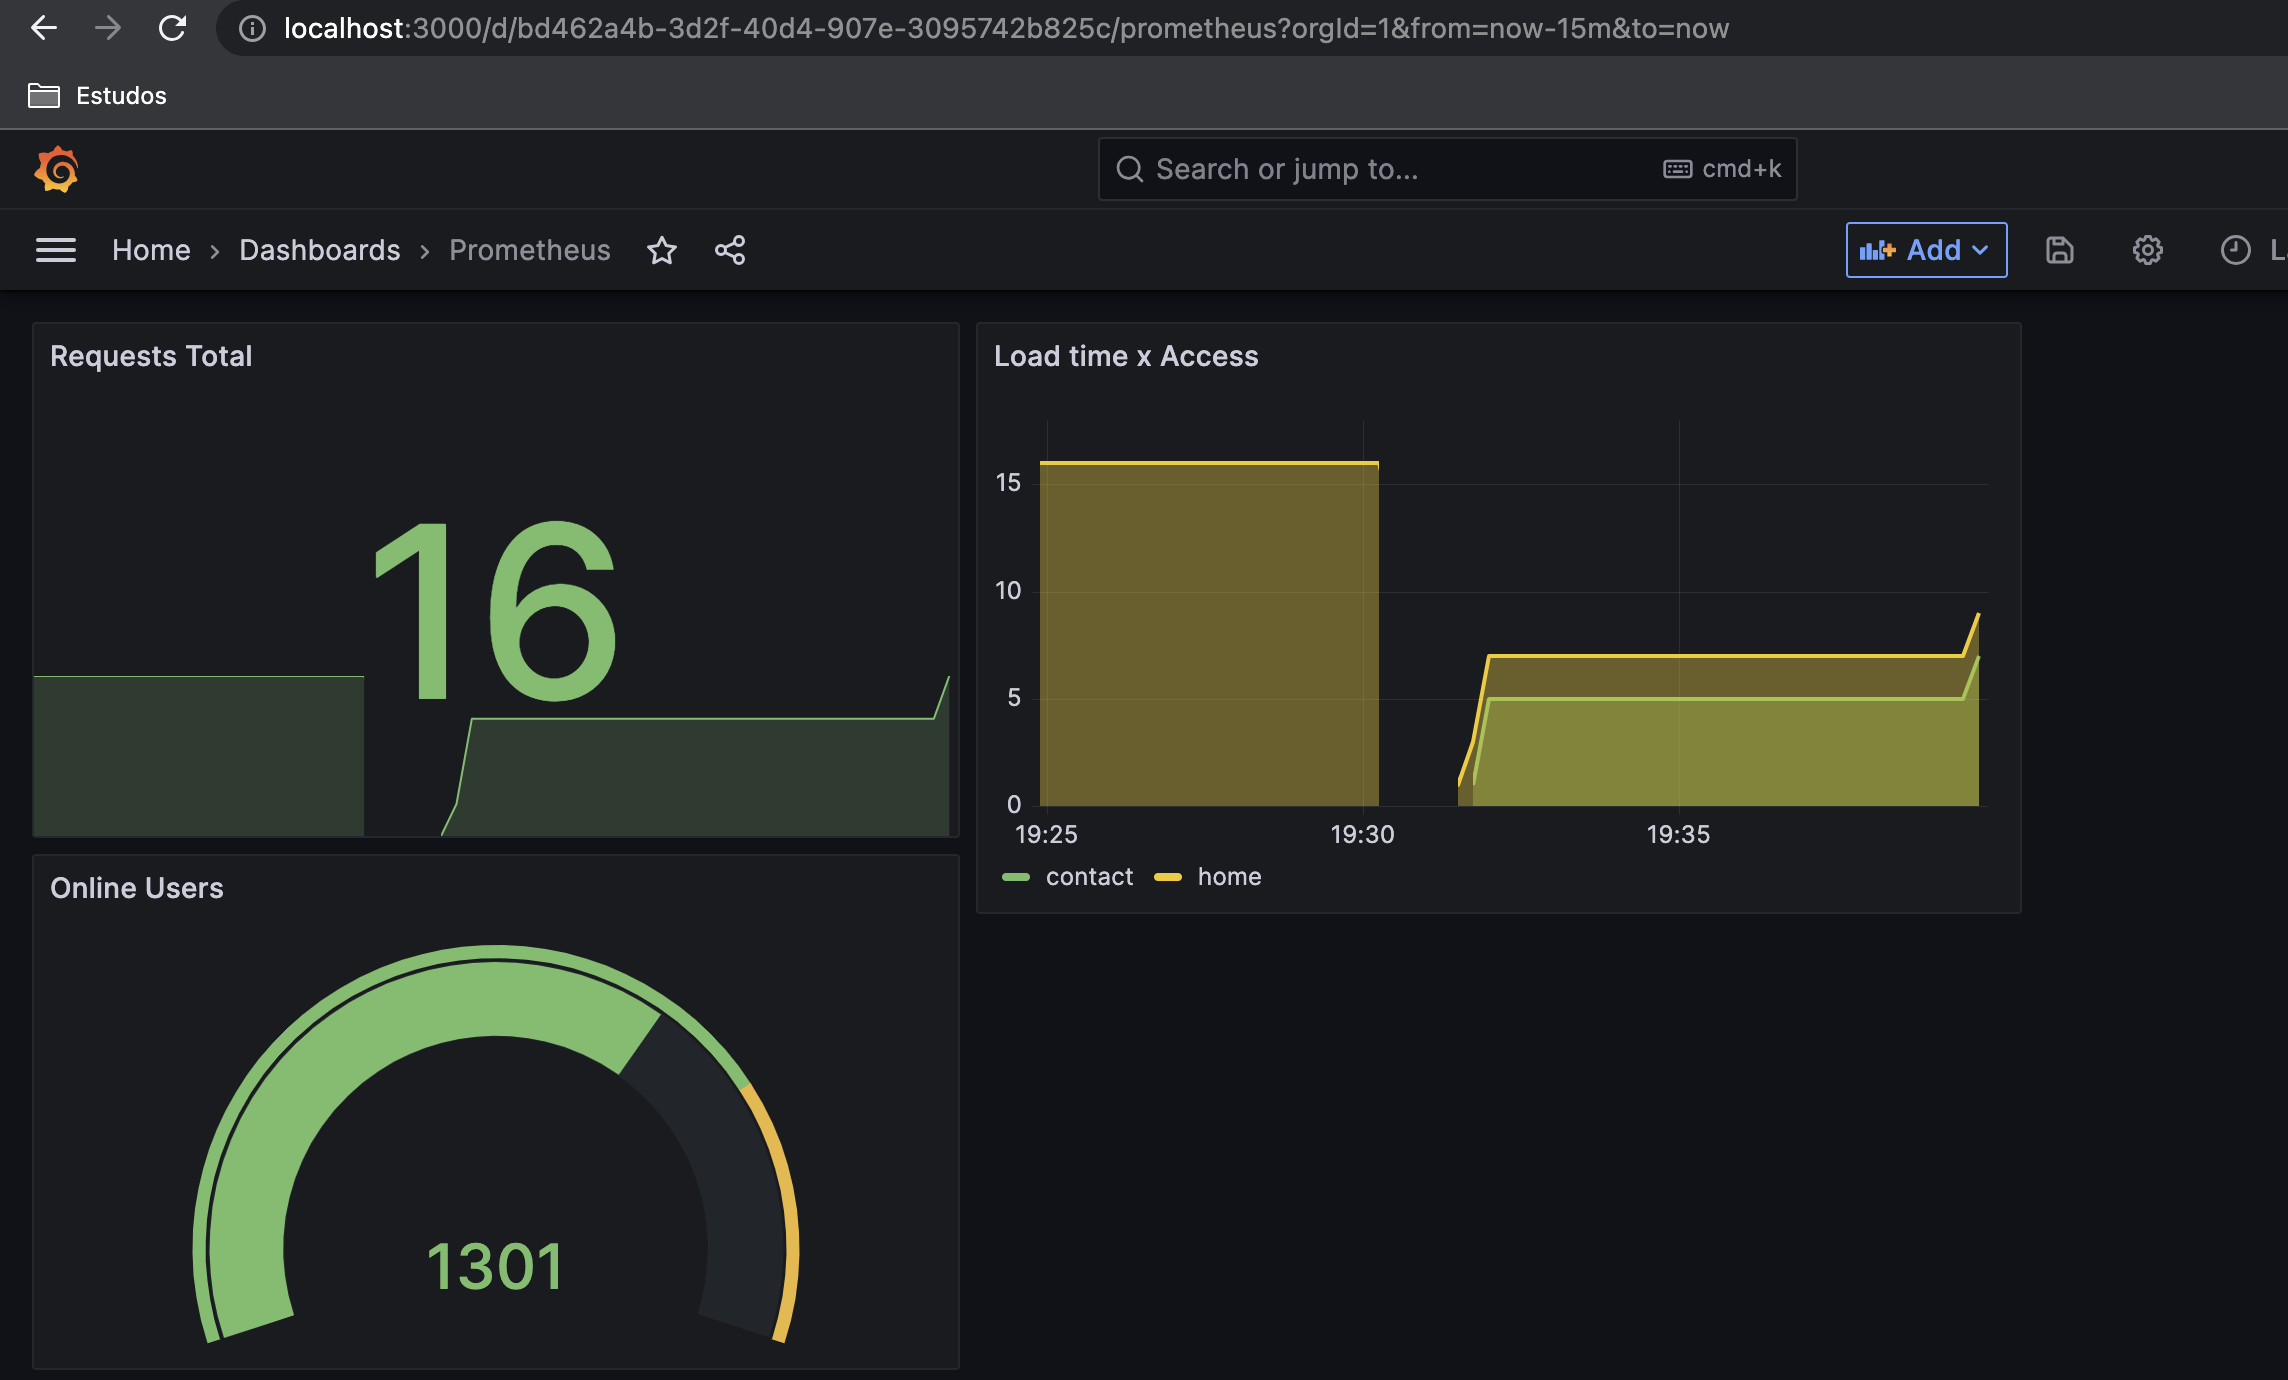 localhost:3000/d/bd462a4b-3d2f-40d4-907e-3095742b825c/prometheus?orgId=1&from=now-15m&to=now
Estudos
Search or jump to... cmd+k
Home › Dashboards › Prometheus Add
Requests Total
16
Load time x Access
15
10
5
0
19:25 19:30 19:35
contact home
Online Users
1301